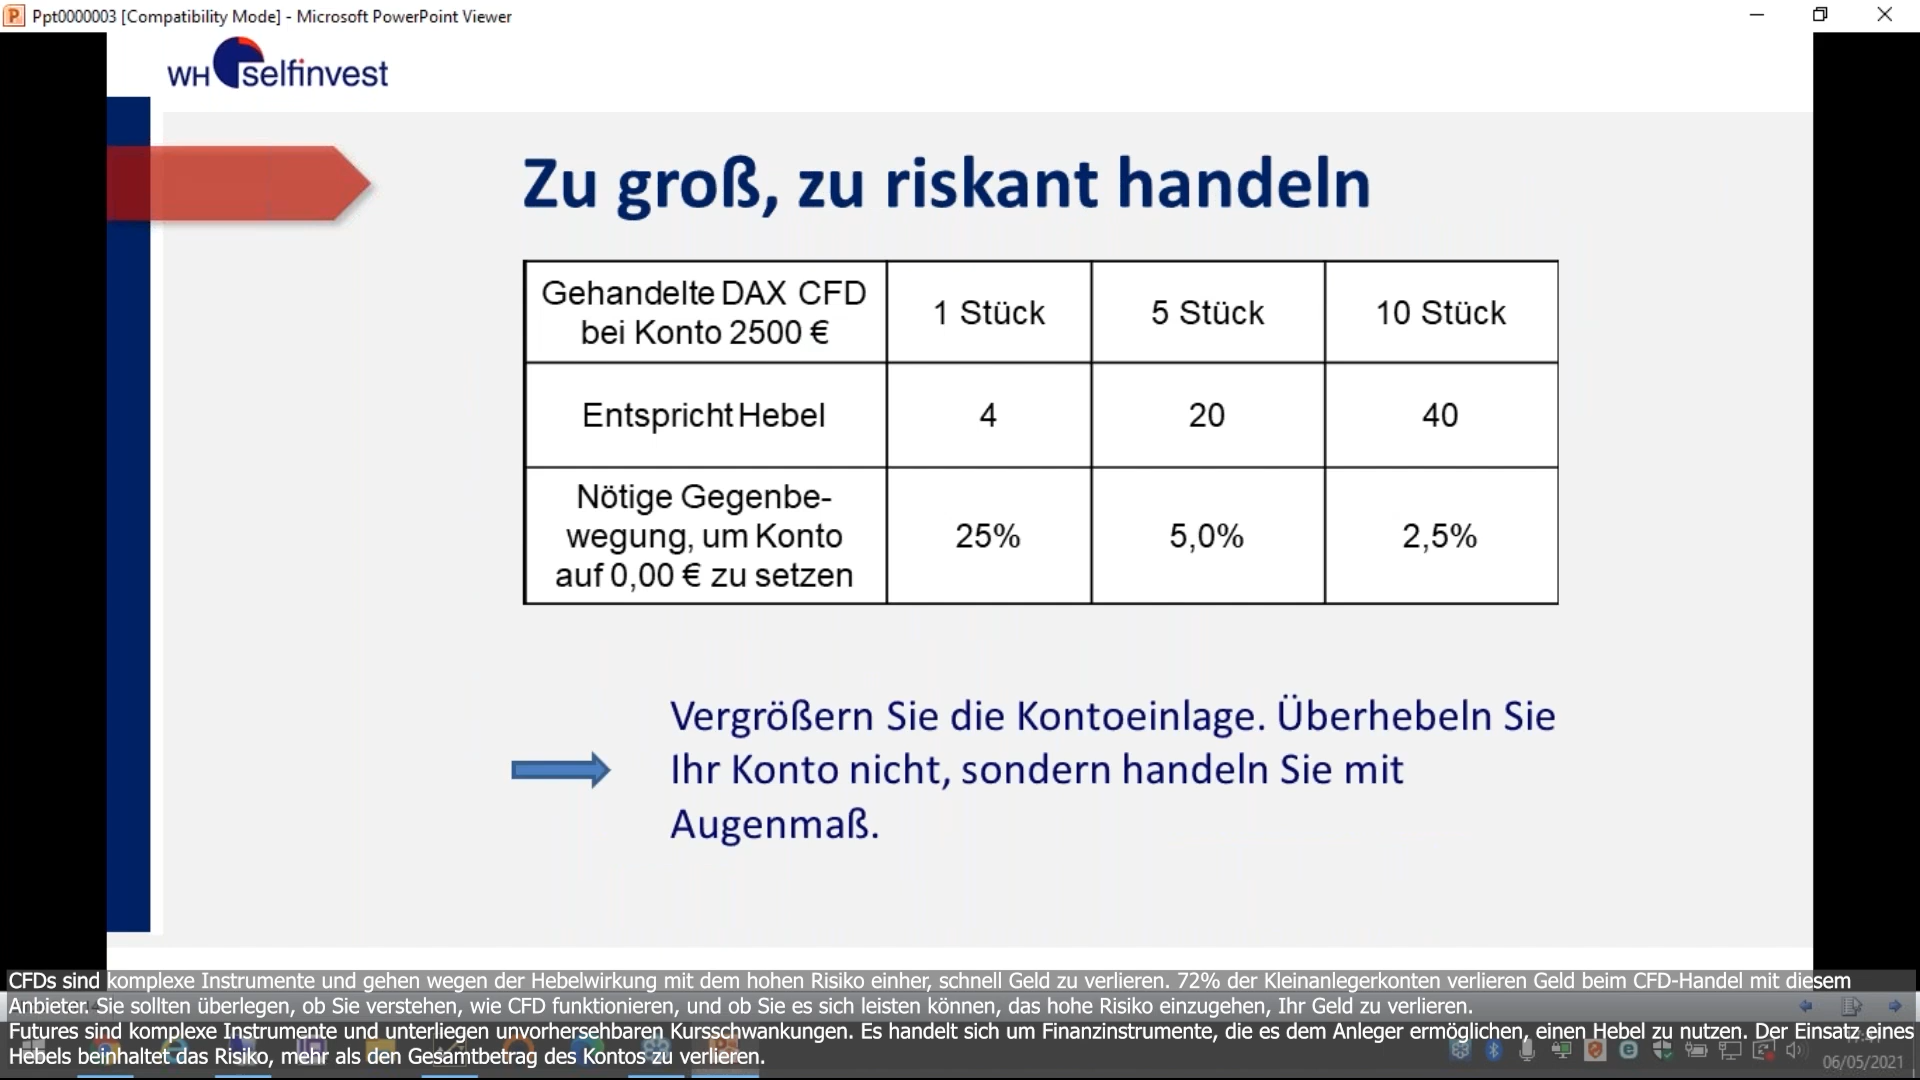 Ppt0000003 [Compatibility Mode] - Microsoft PowerPoint Viewer
WH selfinvest
Zu groß, zu riskant handeln
Gehandelte DAX CFD
bei Konto 2500 €
1 Stück
5 Stück
10 Stück
Entspricht Hebel
4
20
40
Nötige Gegenbe-
wegung, um Konto
auf 0,00 € zu setzen
25%
5,0%
2,5%
Vergrößern Sie die Kontoeinlage. Überhebeln Sie
Ihr Konto nicht, sondern handeln Sie mit
Augenmaß.
CFDs sind komplexe Instrumente und gehen wegen der Hebelwirkung mit dem hohen Risiko einher, schnell Geld zu verlieren. 72% der Kleinanlegerkonten verlieren Geld beim CFD-Handel mit diesem
Anbieter. Sie sollten überlegen, ob Sie verstehen, wie CFD funktionieren, und ob Sie es sich leisten können, das hohe Risiko einzugehen, Ihr Geld zu verlieren.
Futures sind komplexe Instrumente und unterliegen unvorhersehbaren Kursschwankungen. Es handelt sich um Finanzinstrumente, die es dem Anleger ermöglichen, einen Hebel zu nutzen. Der Einsatz eines
Hebels beinhaltet das Risiko, mehr als den Gesamtbetrag des Kontos zu verlieren.
06/05/2021